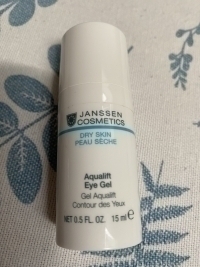 JANSSEN
COSMETICS
DRY SKIN
PEAU SÈCHE
Aqualift
Eye Gel
Gel Aqualift
Contour des Yeux
NET 0.5 FL. OZ. 15 ml ℮